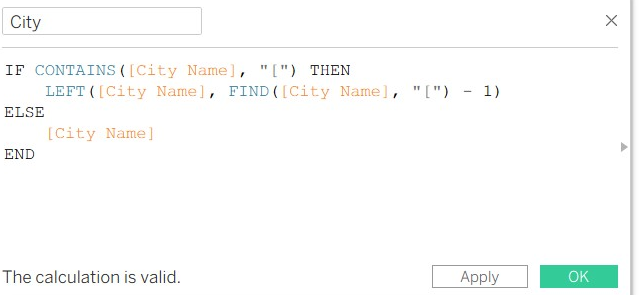 City
IF CONTAINS([City Name], "[") THEN
    LEFT([City Name], FIND([City Name], "[") - 1)
ELSE
    [City Name]
END
The calculation is valid.
Apply
OK